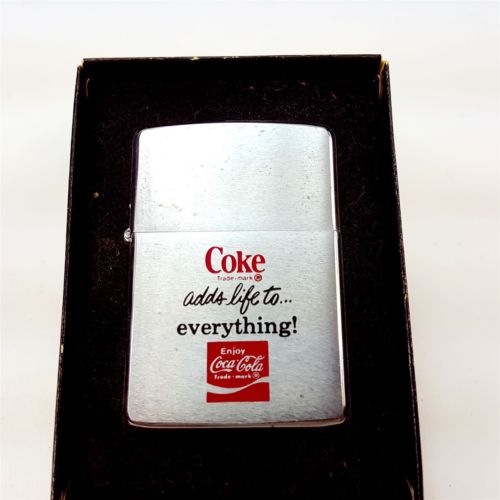 Coke
Trade-mark ®
adds life to...
everything!
Enjoy
Coca-Cola
Trade-mark ®